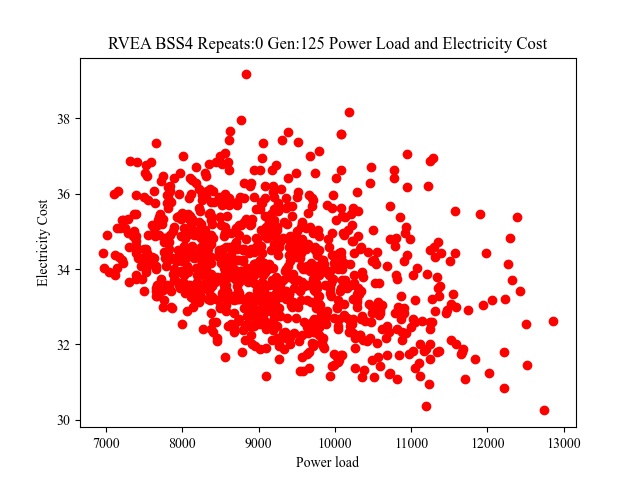 RVEA BSS4 Repeats:0 Gen:125 Power Load and Electricity Cost
Electricity Cost
38
36
34
32
30
7000 8000 9000 10000 11000 12000 13000
Power load